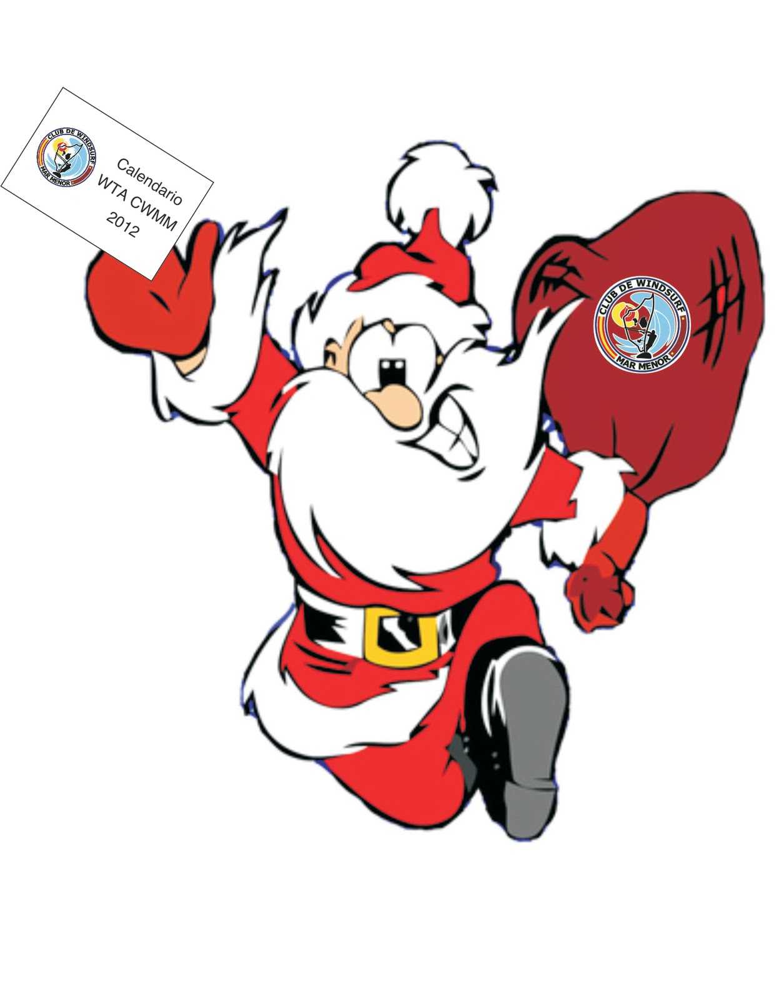 CLUB DE WINDSURF
MAR MENOR
Calendario
WTA CWMM
2012
CLUB DE WINDSURF
MAR MENOR